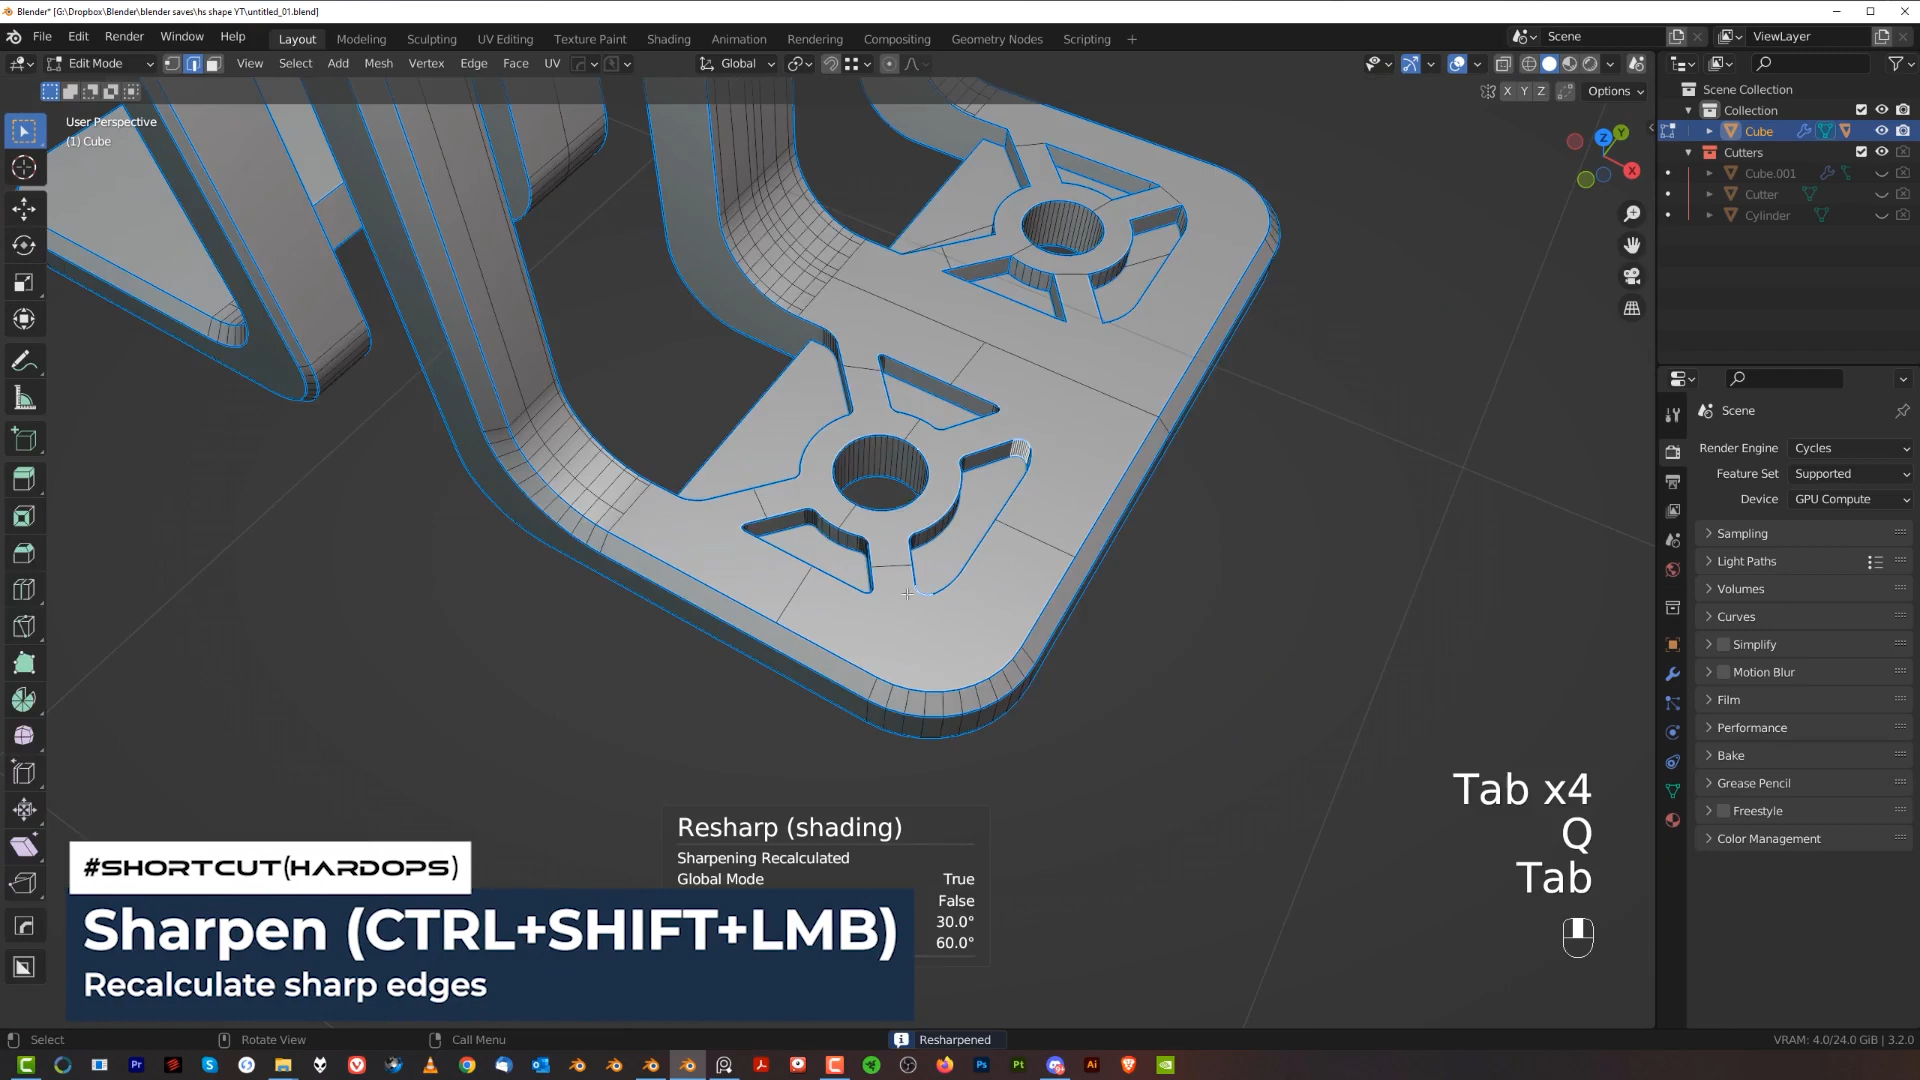 Blender* [G:\Dropbox\Blender\blender saves\hs shape YT\untitled_01.blend]
File Edit Render Window Help Layout Modeling Sculpting UV Editing Texture Paint Shading Animation Rendering Compositing Geometry Nodes Scripting + Scene ViewLayer
Edit Mode View Select Add Mesh Vertex Edge Face UV Global
X Y Z Options
User Perspective
(1) Cube
Z Y X
Scene Collection
Collection
Cube
Cutters
Cube.001
Cutter
Cylinder
Scene
Render Engine Cycles
Feature Set Supported
Device GPU Compute
Sampling
Light Paths
Volumes
Curves
Simplify
Motion Blur
Film
Performance
Bake
Grease Pencil
Freestyle
Color Management
Tab x4
Q
Tab
Resharp (shading)
Sharpening Recalculated
Global Mode True
False
30.0°
60.0°
#SHORTCUT(HARDOPS)
Sharpen (CTRL+SHIFT+LMB)
Recalculate sharp edges
Select Rotate View Call Menu Resharpened VRAM: 4.0/24.0 GiB | 3.2.0
Pr S Ps Pt Ai